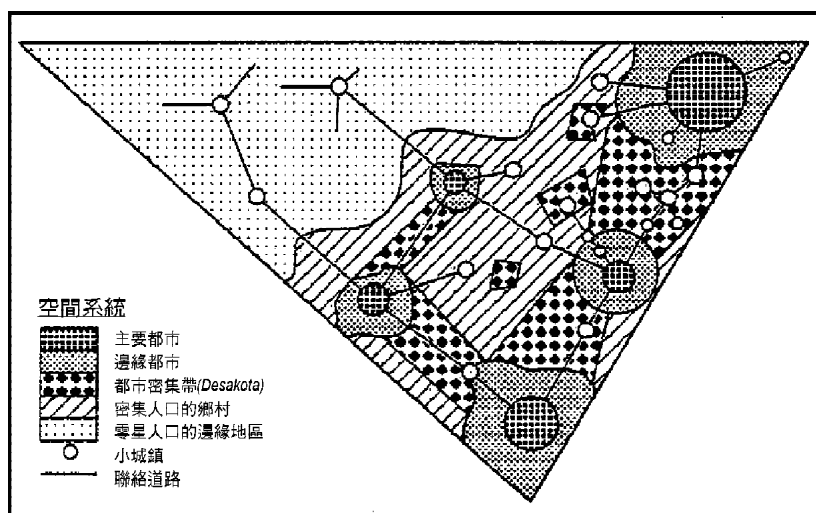 空間系統
主要都市
邊緣都市
都市密集帶(Desakota)
密集人口的鄉村
零星人口的邊緣地區
小城鎮
聯絡道路